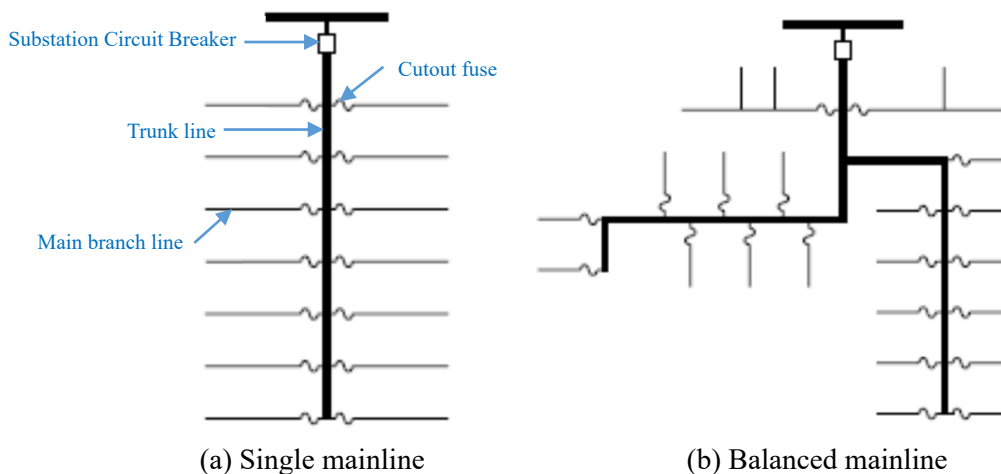 Substation Circuit Breaker
Cutout fuse
Trunk line
Main branch line
(a) Single mainline
(b) Balanced mainline